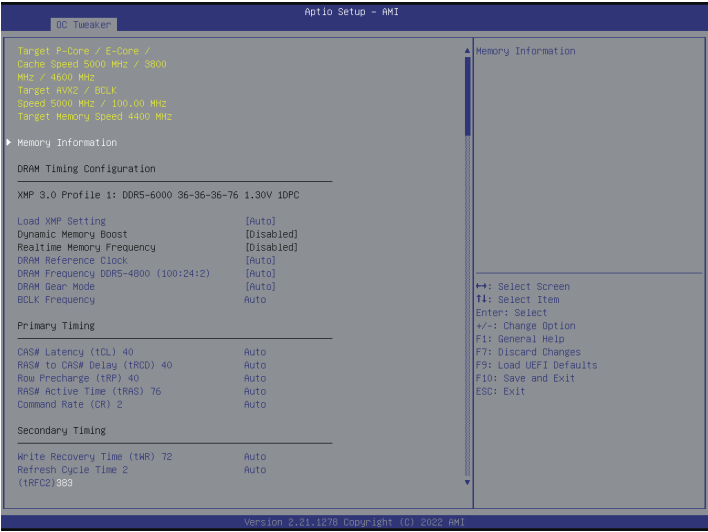 Aptio Setup - AMI
OC Tweaker
Target P-Core / E-Core /
Cache Speed 5000 MHz / 3800
MHz / 4600 MHz
Target AVX2 / BCLK
Speed 5000 MHz / 100.00 MHz
Target Memory Speed 4400 MHz
Memory Information
DRAM Timing Configuration
XMP 3.0 Profile 1: DDR5-6000 36-36-36-76 1.30V 1DPC
Load XMP Setting [Auto]
Dynamic Memory Boost [Disabled]
Realtime Memory Frequency [Disabled]
DRAM Reference Clock [Auto]
DRAM Frequency DDR5-4800 (100:24:2) [Auto]
DRAM Gear Mode [Auto]
BCLK Frequency Auto
Primary Timing
CAS# Latency (tCL) 40 Auto
RAS# to CAS# Delay (tRCD) 40 Auto
Row Precharge (tRP) 40 Auto
RAS# Active Time (tRAS) 76 Auto
Command Rate (CR) 2 Auto
Secondary Timing
Write Recovery Time (tWR) 72 Auto
Refresh Cycle Time 2 Auto
(tRFC2)383
Memory Information
↔: Select Screen
↑↓: Select Item
Enter: Select
+/-: Change Option
F1: General Help
F7: Discard Changes
F9: Load UEFI Defaults
F10: Save and Exit
ESC: Exit
Version 2.21.1278 Copyright (C) 2022 AMI